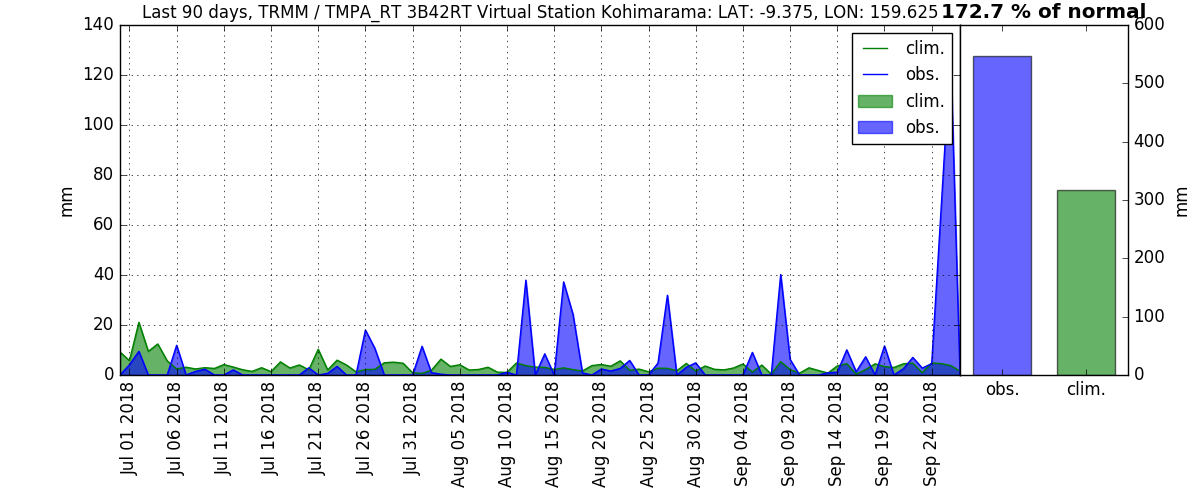 Last 90 days, TRMM / TMPA_RT 3B42RT Virtual Station Kohimarama: LAT: -9.375, LON: 159.625 172.7 % of normal
mm
140
120
100
80
60
40
20
0
clim.
obs.
clim.
obs.
600
500
400
300
200
100
0
mm
Jul 01 2018
Jul 06 2018
Jul 11 2018
Jul 16 2018
Jul 21 2018
Jul 26 2018
Jul 31 2018
Aug 05 2018
Aug 10 2018
Aug 15 2018
Aug 20 2018
Aug 25 2018
Aug 30 2018
Sep 04 2018
Sep 09 2018
Sep 14 2018
Sep 19 2018
Sep 24 2018
obs.
clim.